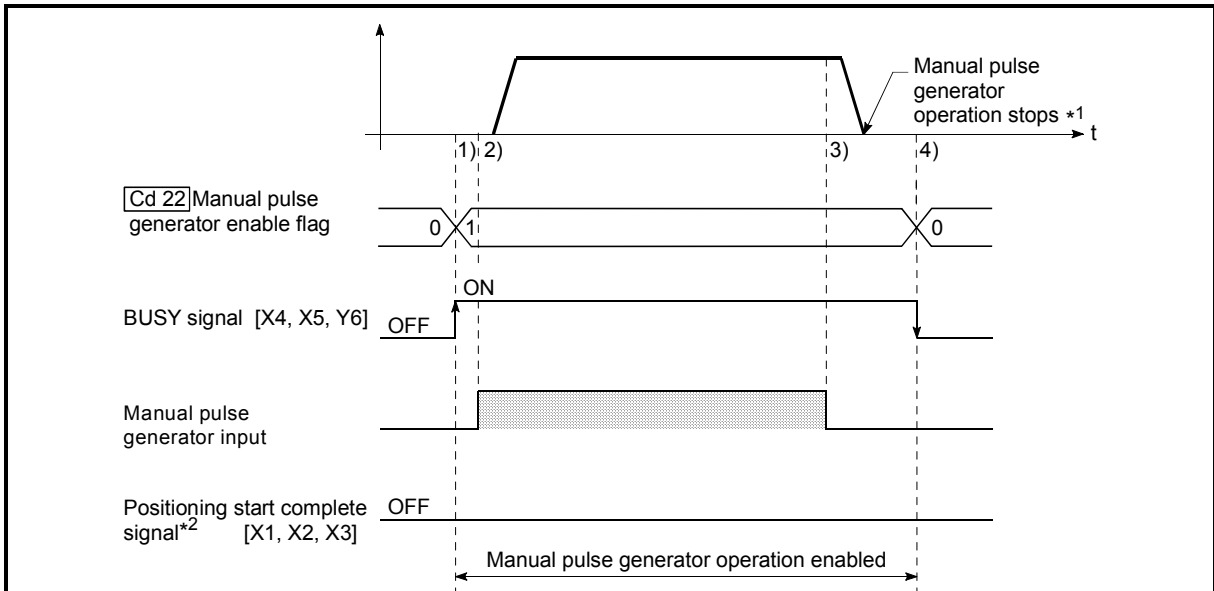 Manual pulse
generator
operation stops *1
t
1) 2) 3) 4)
Cd 22 Manual pulse
generator enable flag
0 1 0
ON
BUSY signal [X4, X5, Y6] OFF
Manual pulse
generator input
Positioning start complete OFF
signal*2 [X1, X2, X3]
Manual pulse generator operation enabled